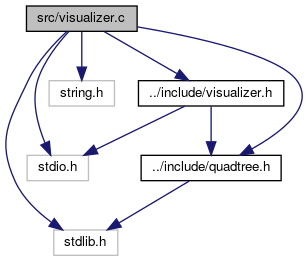 src/visualizer.c
string.h
../include/visualizer.h
stdio.h
../include/quadtree.h
stdlib.h